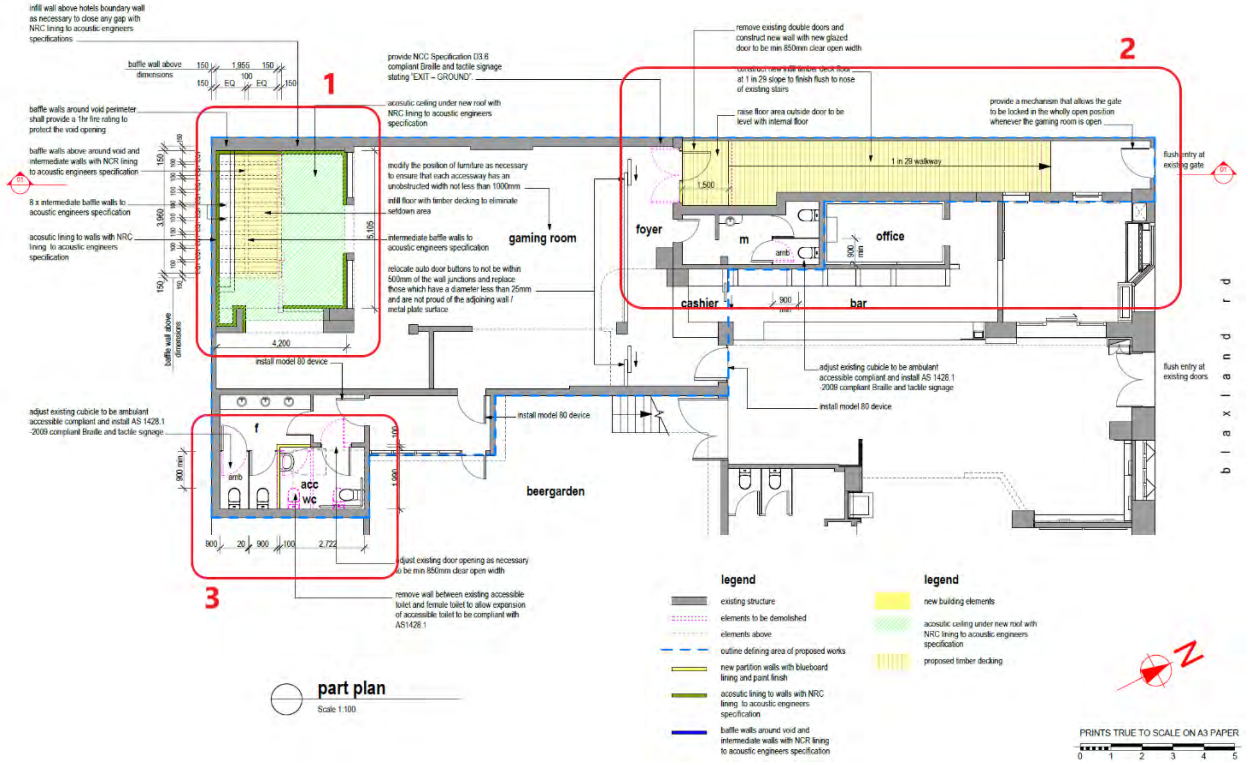 infill wall above hotels boundary wall
as necessary to close any gap with
NRC lining to acoustic engineers
specifications
baffle wall above
dimensions
150
1,955
150
100
150
EQ
EQ
150
1
provide NCC Specification D3.6
compliant Braille and tactile signage
stating "EXIT – GROUND".
remove existing double doors and
construct new wall with new glazed
door to be min 850mm clear open width
construct new infill timber deck floor
at 1 in 29 slope to finish flush to nose
of existing stairs
2
baffle walls around void perimeter
shall provide a 1hr fire rating to
protect the void opening
acosutic ceiling under new roof with
NRC lining to acoustic engineers
specification
raise floor area outside door to be
level with internal floor
provide a mechanism that allows the gate
to be locked in the wholly open position
whenever the gaming room is open
baffle walls above around void and
intermediate walls with NCR lining
to acoustic engineers specification
modify the position of furniture as necessary
to ensure that each accessway has an
unobstructed width not less than 1000mm
1 in 29 walkway
flush entry at
existing gate
1,500
8 x intermediate baffle walls to
acoustic engineers specification
infill floor with timber decking to eliminate
setdown area
150
100
3,960
5,105
acosutic lining to walls with NRC
lining to acoustic engineers
specification
intermediate baffle walls to
acoustic engineers specification
gaming room
foyer
m
amb
office
900
min
relocate auto door buttons to not be within
500mm of the wall junctions and replace
those which have a diameter less than 25mm
and are not proud of the adjoining wall /
metal plate surface
cashier
900
min
bar
150
baffle wall above
dimensions
4,200
install model 80 device
adjust existing cubicle to be ambulant
accessible compliant and install AS 1428.1
-2009 compliant Braille and tactile signage
flush entry at
existing doors
blaxland rd
install model 80 device
adjust existing cubicle to be ambulant
accessible compliant and install AS 1428.1
-2009 compliant Braille and tactile signage
install model 80 device
f
100
900 min
amb
acc
wc
1,990
beergarden
900
20
900
100
2,722
3
adjust existing door opening as necessary
to be min 850mm clear open width
remove wall between existing accessible
toilet and female toilet to allow expansion
of accessible toilet to be compliant with
AS1428.1
legend
existing structure
elements to be demolished
elements above
outline defining area of proposed works
new partition walls with blueboard
lining and paint finish
acosutic lining to walls with NRC
lining to acoustic engineers
specification
baffle walls around void and
intermediate walls with NCR lining
to acoustic engineers specification
legend
new building elements
acosutic ceiling under new roof with
NRC lining to acoustic engineers
specification
proposed timber decking
part plan
Scale 1:100
N
PRINTS TRUE TO SCALE ON A3 PAPER
0 1 2 3 4 5